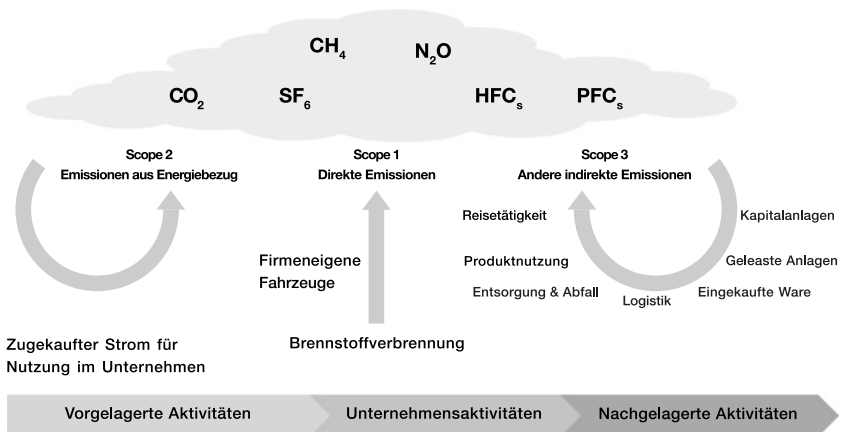 CH₄
N₂O
CO₂
SF₆
HFCₛ
PFCₛ
Scope 2
Emissionen aus Energiebezug
Scope 1
Direkte Emissionen
Scope 3
Andere indirekte Emissionen
Reisetätigkeit
Kapitalanlagen
Firmeneigene
Fahrzeuge
Produktnutzung
Geleaste Anlagen
Entsorgung & Abfall
Logistik
Eingekaufte Ware
Zugekaufter Strom für
Nutzung im Unternehmen
Brennstoffverbrennung
Vorgelagerte Aktivitäten
Unternehmensaktivitäten
Nachgelagerte Aktivitäten